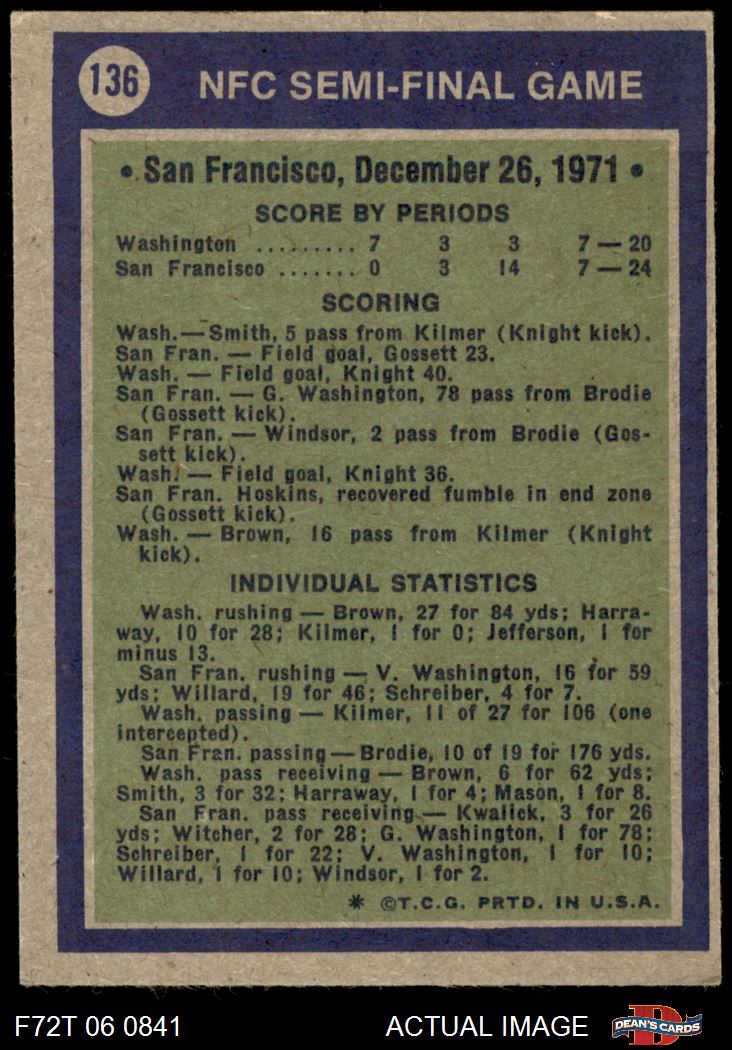 136
NFC SEMI-FINAL GAME
• San Francisco, December 26, 1971 •
SCORE BY PERIODS
Washington ......... 7 3 3 7 — 20
San Francisco ....... 0 3 14 7 — 24
SCORING
Wash.—Smith, 5 pass from Kilmer (Knight kick).
San Fran. — Field goal, Gossett 23.
Wash. — Field goal, Knight 40.
San Fran. — G. Washington, 78 pass from Brodie
(Gossett kick).
San Fran. — Windsor, 2 pass from Brodie (Gos-
sett kick).
Wash. — Field goal, Knight 36.
San Fran. Hoskins, recovered fumble in end zone
(Gossett kick).
Wash. — Brown, 16 pass from Kilmer (Knight
kick).
INDIVIDUAL STATISTICS
Wash. rushing — Brown, 27 for 84 yds; Harra-
way, 10 for 28; Kilmer, 1 for 0; Jefferson, 1 for
minus 13.
San Fran. rushing — V. Washington, 16 for 59
yds; Willard, 19 for 46; Schreiber, 4 for 7.
Wash. passing — Kilmer, 11 of 27 for 106 (one
intercepted).
San Fran. passing — Brodie, 10 of 19 for 176 yds.
Wash. pass receiving — Brown, 6 for 62 yds;
Smith, 3 for 32; Harraway, 1 for 4; Mason, 1 for 8.
San Fran. pass receiving — Kwalick, 3 for 26
yds; Witcher, 2 for 28; G. Washington, 1 for 78;
Schreiber, 1 for 22; V. Washington, 1 for 10;
Willard, 1 for 10; Windsor, 1 for 2.
* ©T.C.G. PRTD. IN U.S.A.
F72T 06 0841 ACTUAL IMAGE
D
DEAN'S CARDS